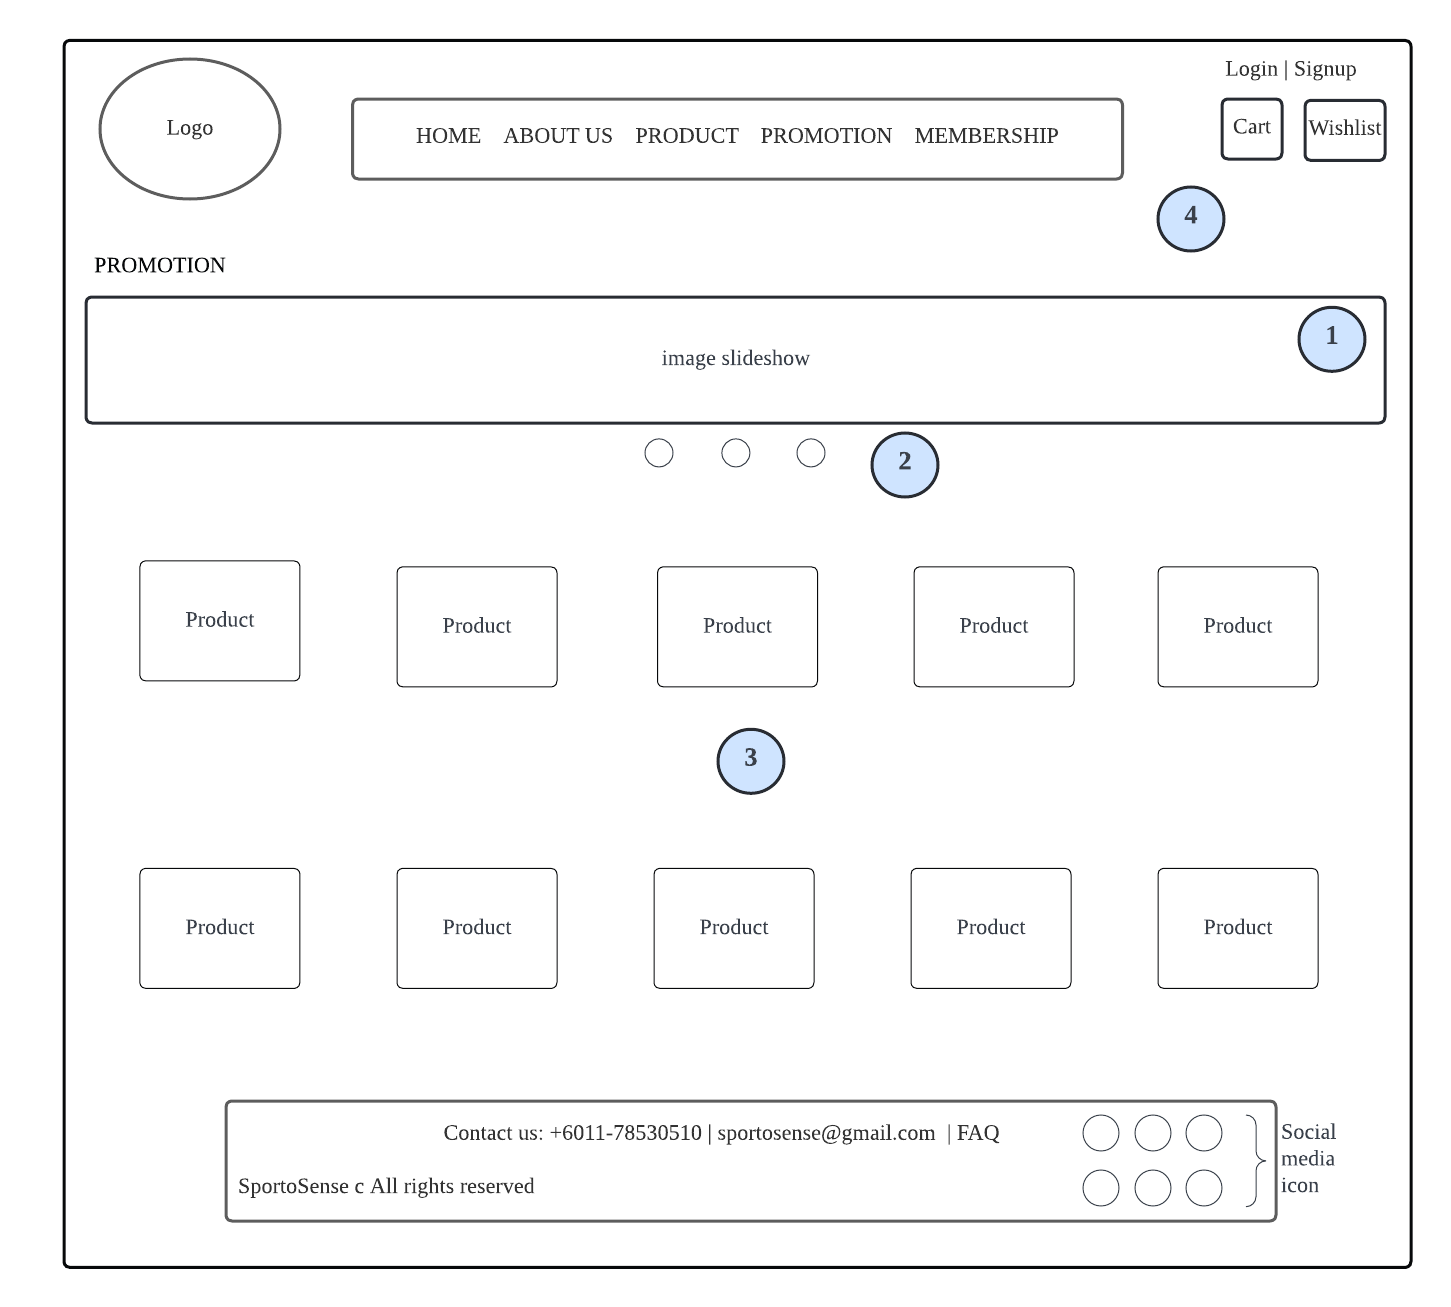 Login | Signup
Logo
HOME ABOUT US PRODUCT PROMOTION MEMBERSHIP
Cart
Wishlist
4
PROMOTION
1
image slideshow
2
Product
Product
Product
Product
Product
3
Product
Product
Product
Product
Product
Contact us: +6011-78530510 | sportosense@gmail.com | FAQ
SportoSense c All rights reserved
Social
media
icon